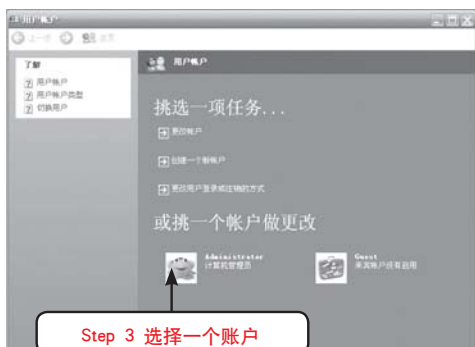 用户帐户
上一步
主页
了解
用户帐户
用户帐户类型
切换用户
用户帐户
挑选一项任务...
更改帐户
创建一个新帐户
更改用户登录或注销的方式
或挑一个帐户做更改
Administrator
计算机管理员
Guest
来宾帐户没有启用
Step 3 选择一个账户